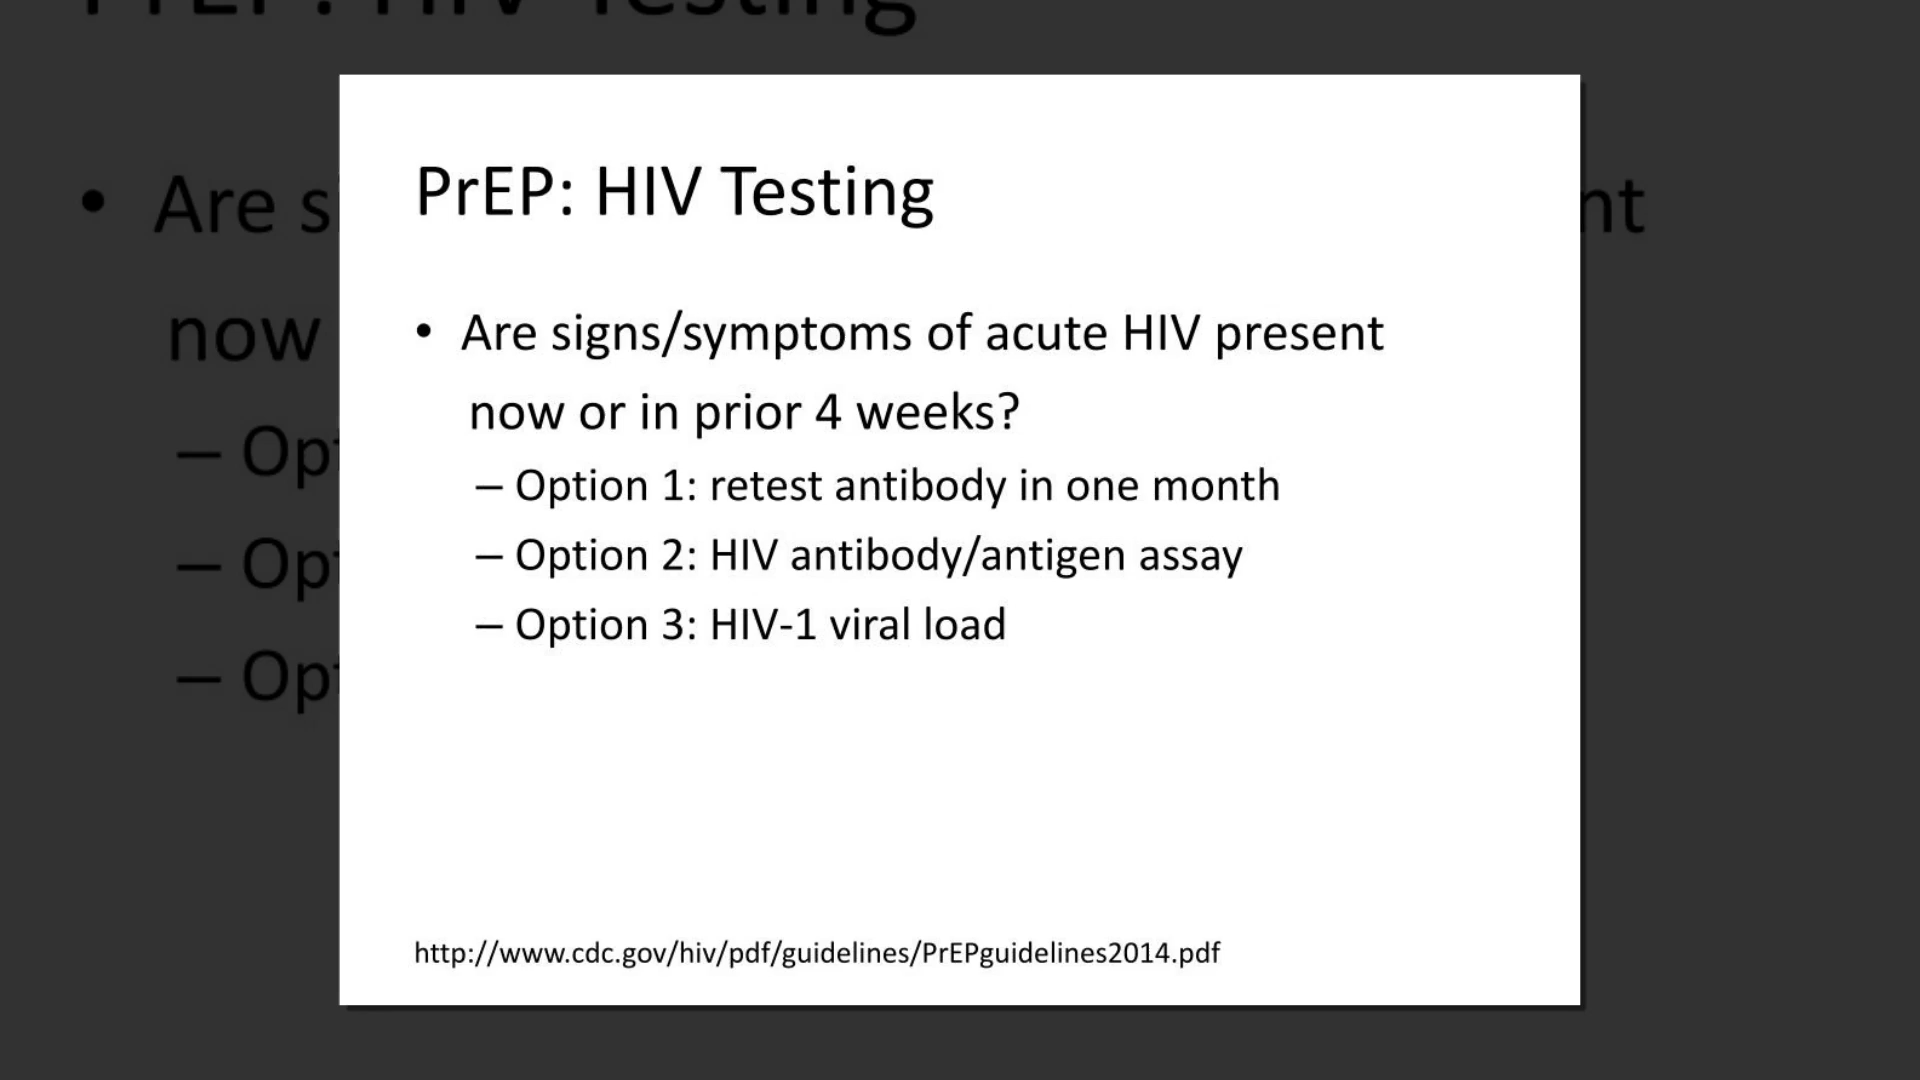 PrEP: HIV Testing
• Are signs/symptoms of acute HIV present
now or in prior 4 weeks?
– Option 1: retest antibody in one month
– Option 2: HIV antibody/antigen assay
– Option 3: HIV-1 viral load
http://www.cdc.gov/hiv/pdf/guidelines/PrEPguidelines2014.pdf